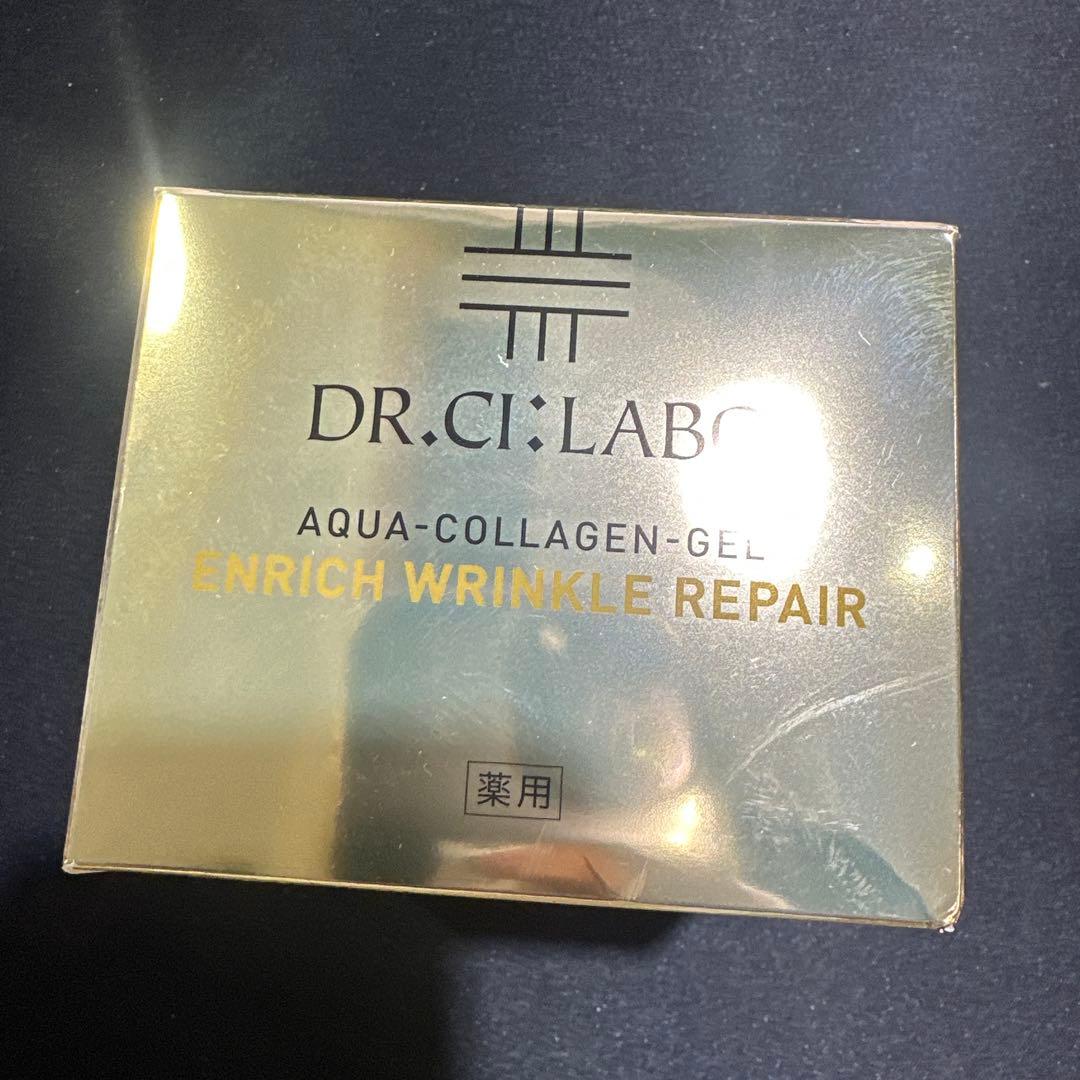 DR.CI:LABO
AQUA-COLLAGEN-GEL
ENRICH WRINKLE REPAIR
薬用